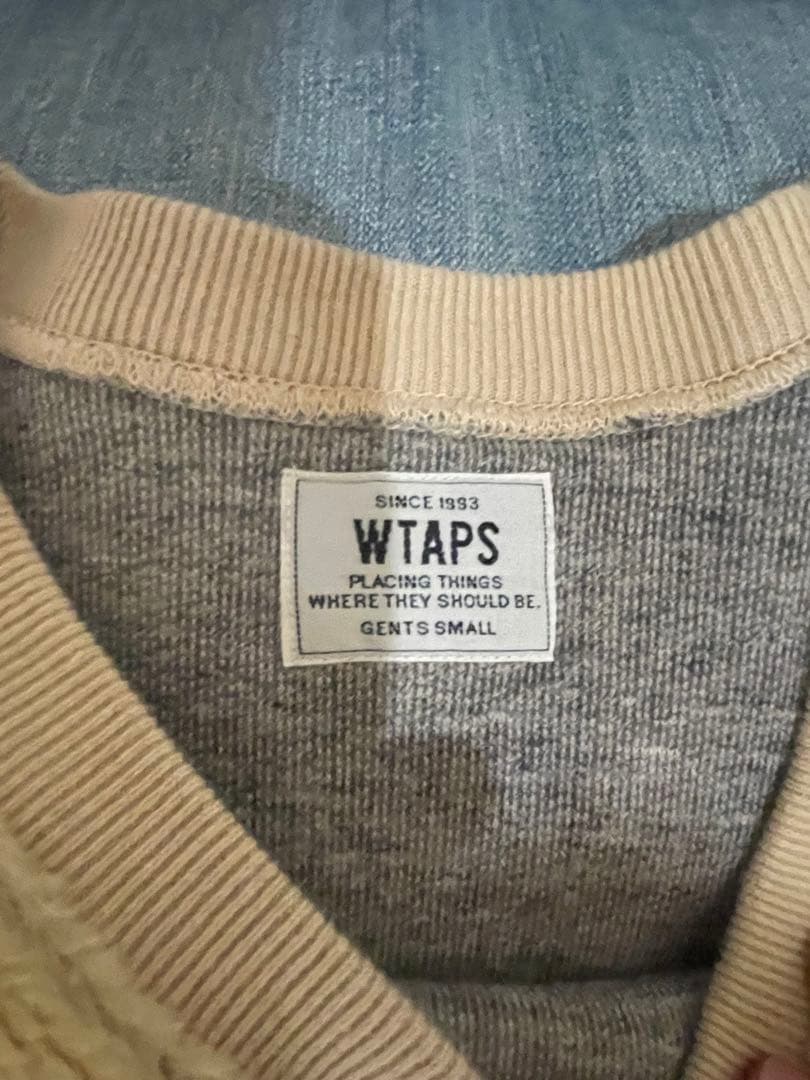 SINCE 1993
WTAPS
PLACING THINGS
WHERE THEY SHOULD BE.
GENTS SMALL